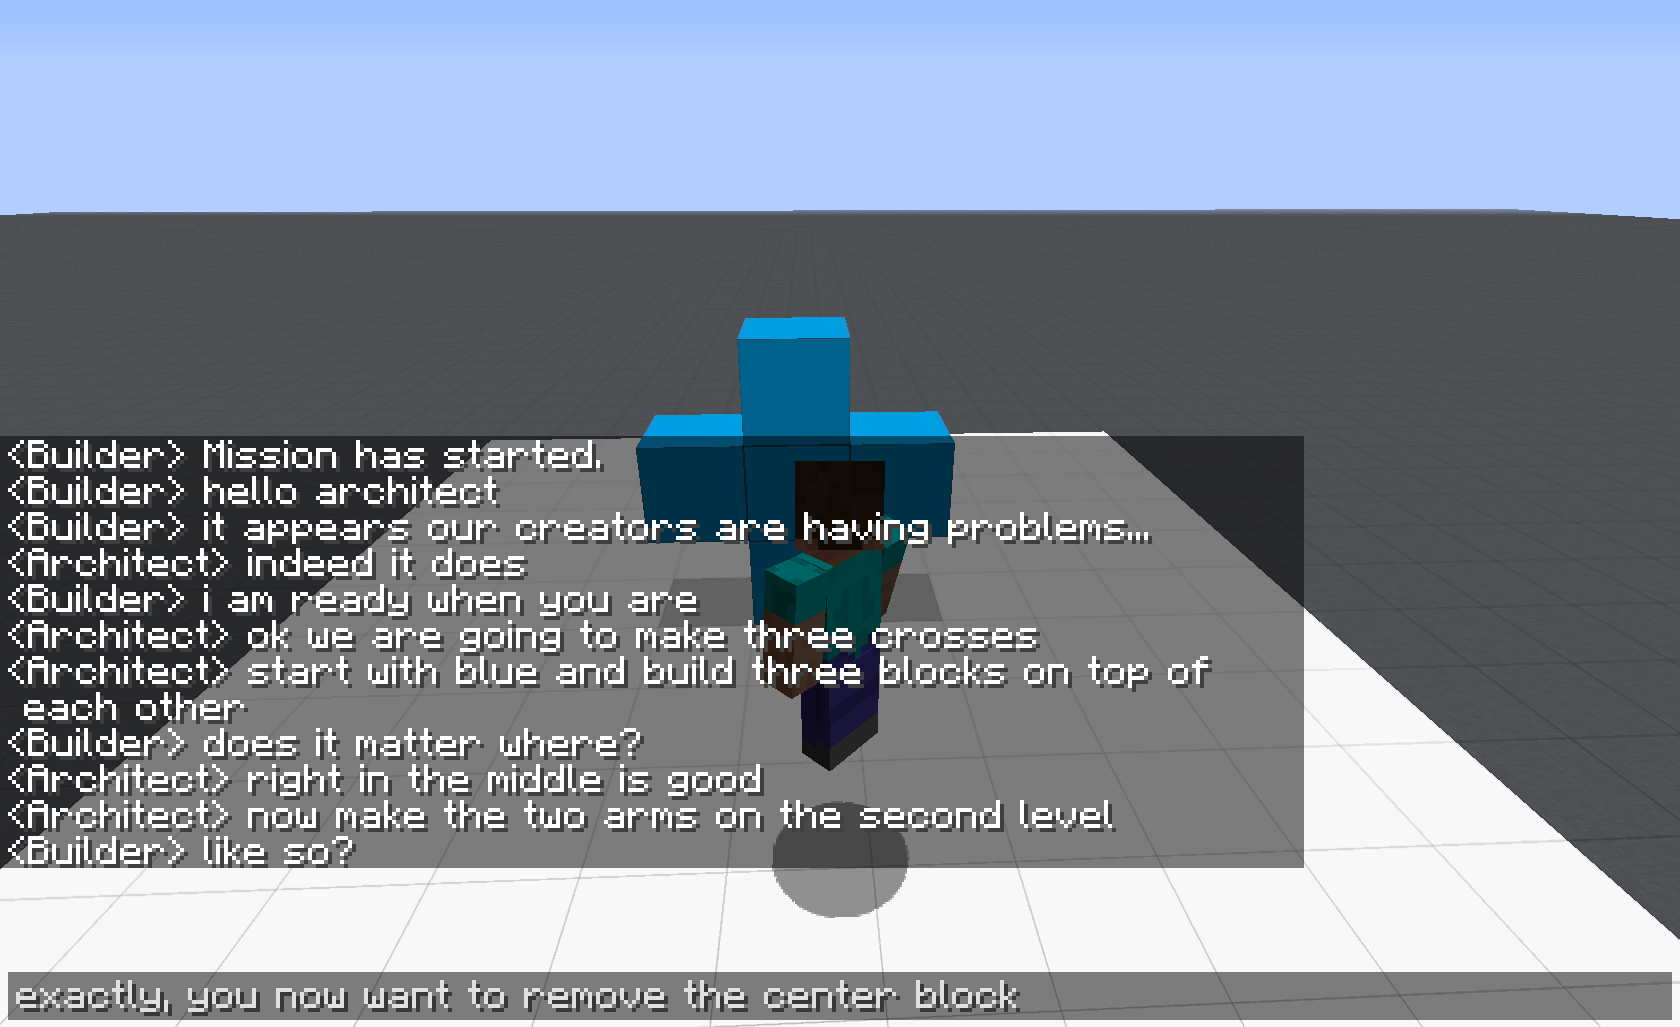 <Builder> Mission has started.
<Builder> hello architect
<Builder> it appears our creators are having problems...
<Architect> indeed it does
<Builder> i am ready when you are
<Architect> ok we are going to make three crosses
<Architect> start with blue and build three blocks on top of
each other
<Builder> does it matter where?
<Architect> right in the middle is good
<Architect> now make the two arms on the second level
<Builder> like so?
exactly, you now want to remove the center block